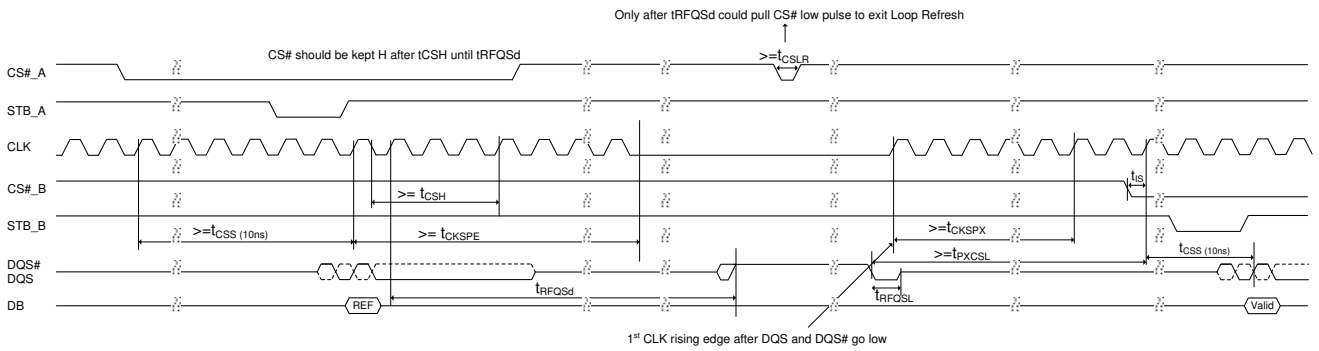 Only after tRFQSd could pull CS# low pulse to exit Loop Refresh
CS# should be kept H after tCSH until tRFQSd
>=tCSLR
CS#_A
STB_A
CLK
CS#_B
tIS
>= tCSH
STB_B
>=tCSS (10ns)
>= tCKSPE
>=tCKSPX
>=tPXCSL
tCSS (10ns)
DQS#
DQS
tRFQSd
tRFQSL
DB
REF
Valid
1st CLK rising edge after DQS and DQS# go low